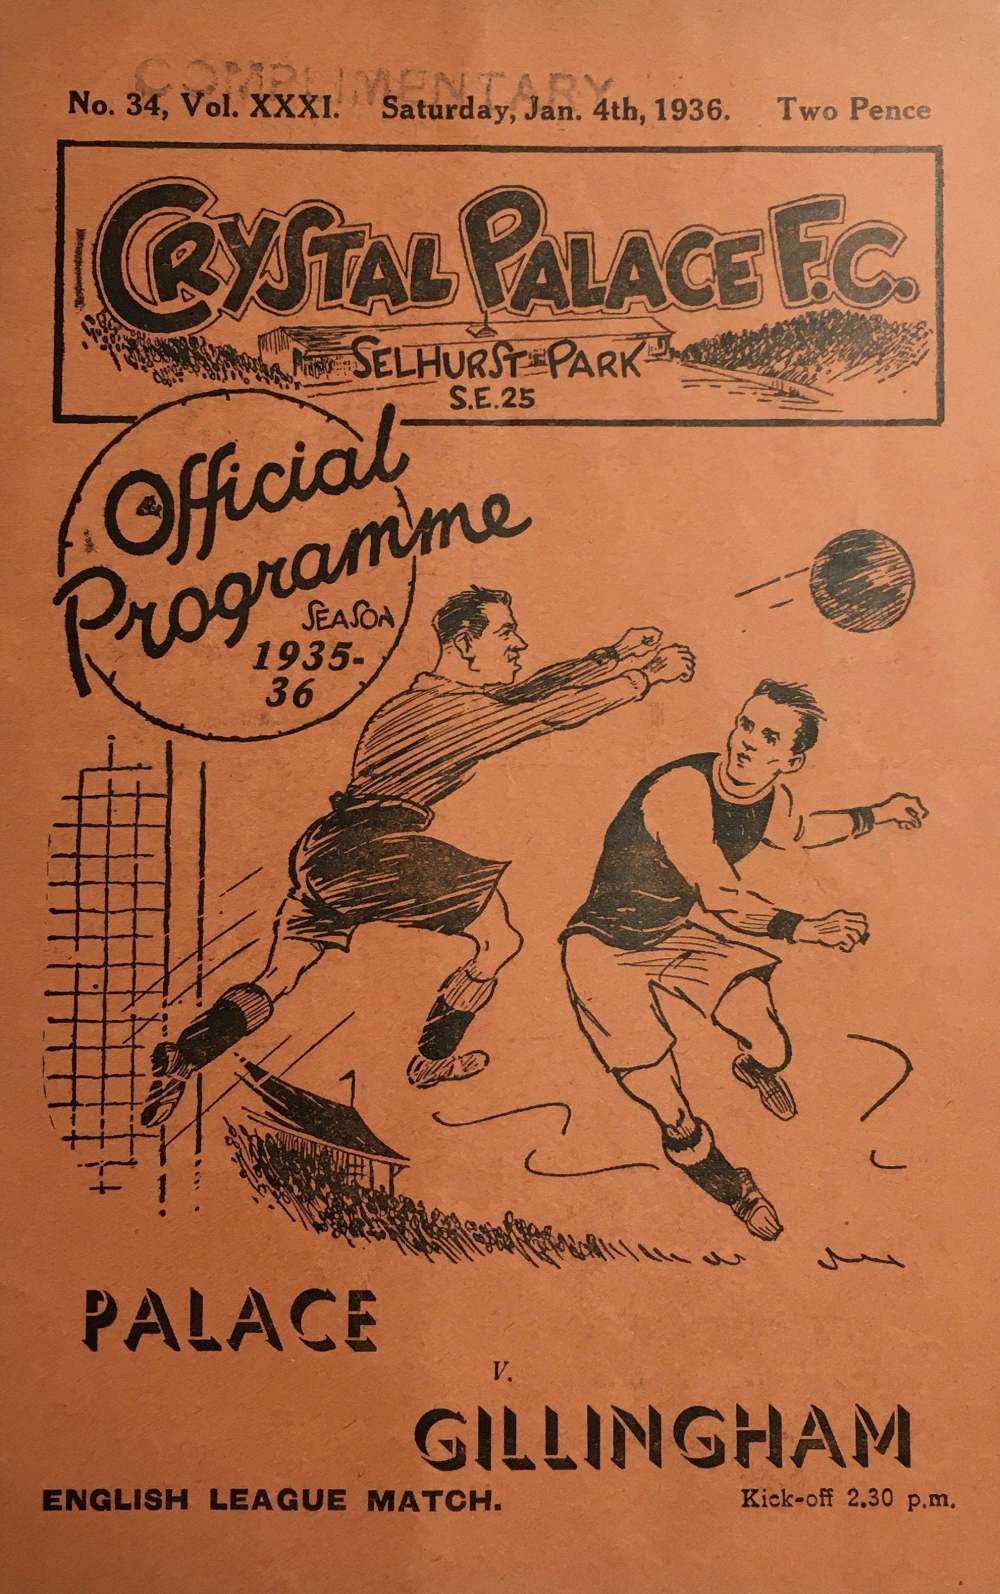 COMPLIMENTARY
No. 34, Vol. XXXI. Saturday, Jan. 4th, 1936. Two Pence
CRYSTAL PALACE F.C.
SELHURST PARK
S.E.25
Official
Programme
SEASON
1935-
36
PALACE
V.
GILLINGHAM
ENGLISH LEAGUE MATCH. Kick-off 2.30 p.m.